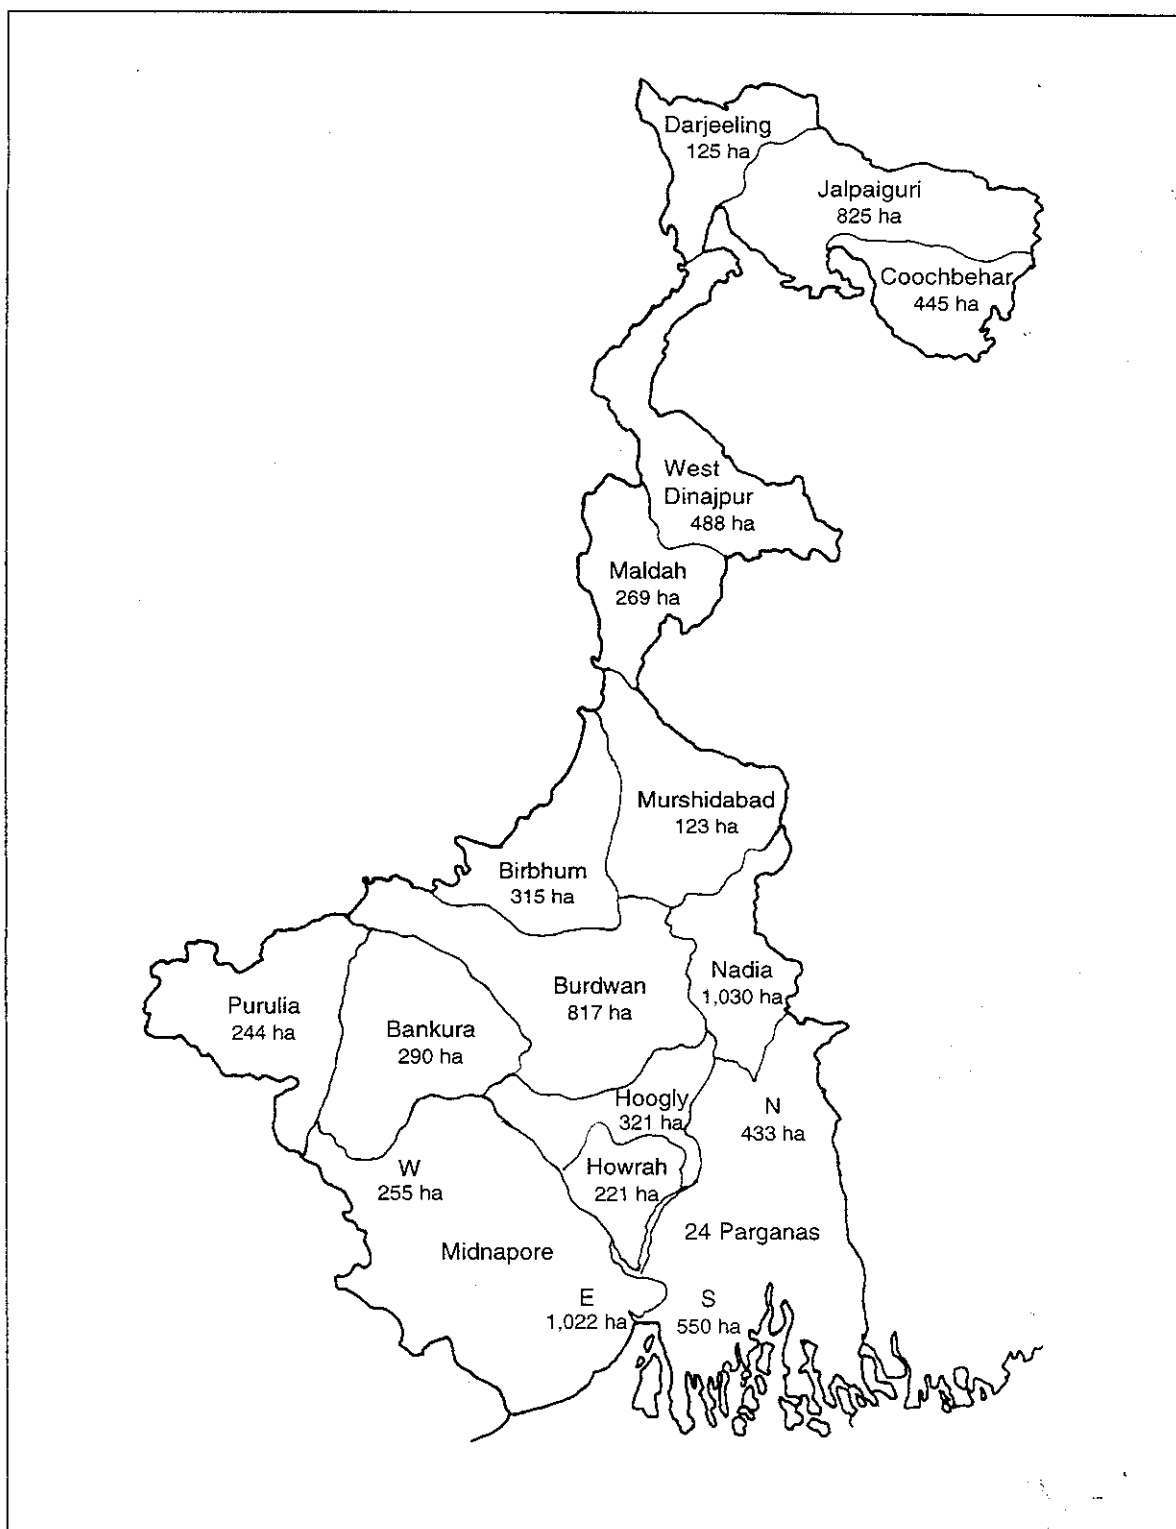 Darjeeling
125 ha
Jalpaiguri
825 ha
Coochbehar
445 ha
West
Dinajpur
488 ha
Maldah
269 ha
Murshidabad
123 ha
Birbhum
315 ha
Nadia
1,030 ha
Burdwan
817 ha
Purulia
244 ha
Bankura
290 ha
Hoogly
321 ha
N
433 ha
W
255 ha
Howrah
221 ha
24 Parganas
Midnapore
E
1,022 ha
S
550 ha